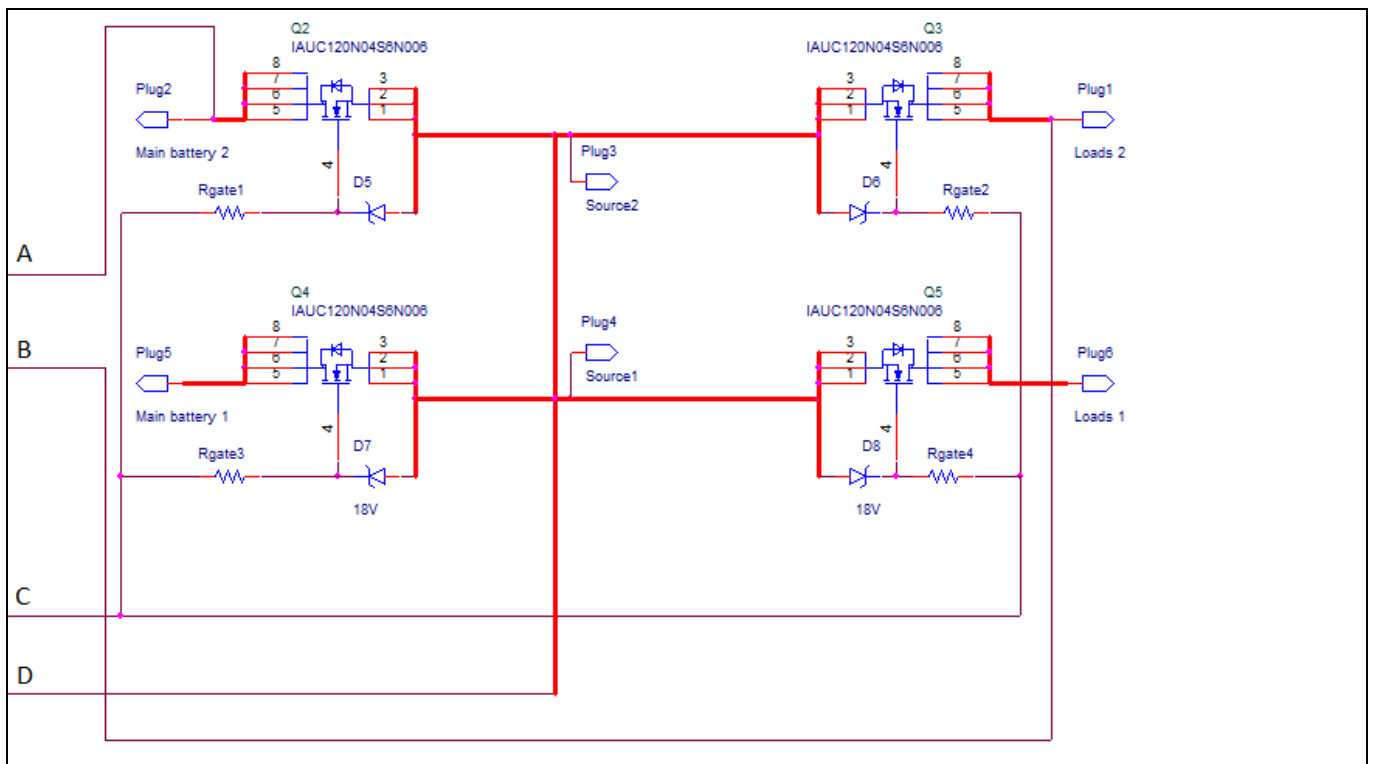 Q2
IAUC120N04S6N006
Q3
IAUC120N04S6N006
8
7
6
5
3
2
1
3
2
1
8
7
6
5
Plug2
Main battery 2
Plug1
Loads 2
Plug3
Source2
4
4
Rgate1
D5
D6
Rgate2
A
Q4
IAUC120N04S6N006
Q5
IAUC120N04S6N006
8
7
6
5
3
2
1
3
2
1
8
7
6
5
B
Plug5
Main battery 1
Plug4
Source1
Plug6
Loads 1
4
4
Rgate3
D7
18V
D8
18V
Rgate4
C
D